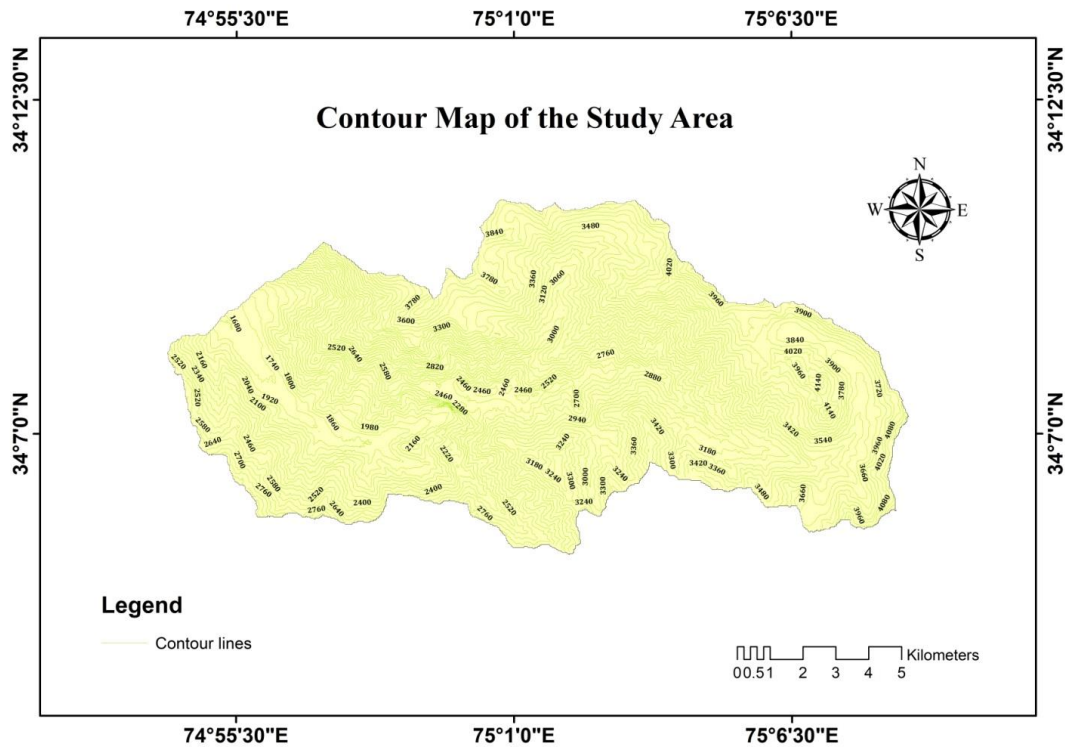 74°55'30"E 75°1'0"E 75°6'30"E
34°12'30"N 34°12'30"N
Contour Map of the Study Area
N
W E
S
3840 3480
4020
3780 3360 3060
3120
3780 3960
3600 3300 3900
1680 3000
3840
2520 2640 2760 4020
2520 2160 1740 3900
2340 1800 2580 2820 2880 3960
2040 2460 2460 2460 2460 2520 4140 3780 3720
2520 1920 2460 2700
2100 2280 4140
2580 1860 1980 2940 3420 3420 4080
34°7'0"N 34°7'0"N
2640 2460 2160 3240 3360 3540 3960
2700 2220 3180 3300 3180 4020
2580 3240 3420 3360 3660
2760 2520 2400 3300 3000 3240
2760 2640 2400 2760 2520 3240 3300 3480 3660 3960 4080
Legend
Contour lines
Kilometers
0 0.5 1 2 3 4 5
74°55'30"E 75°1'0"E 75°6'30"E